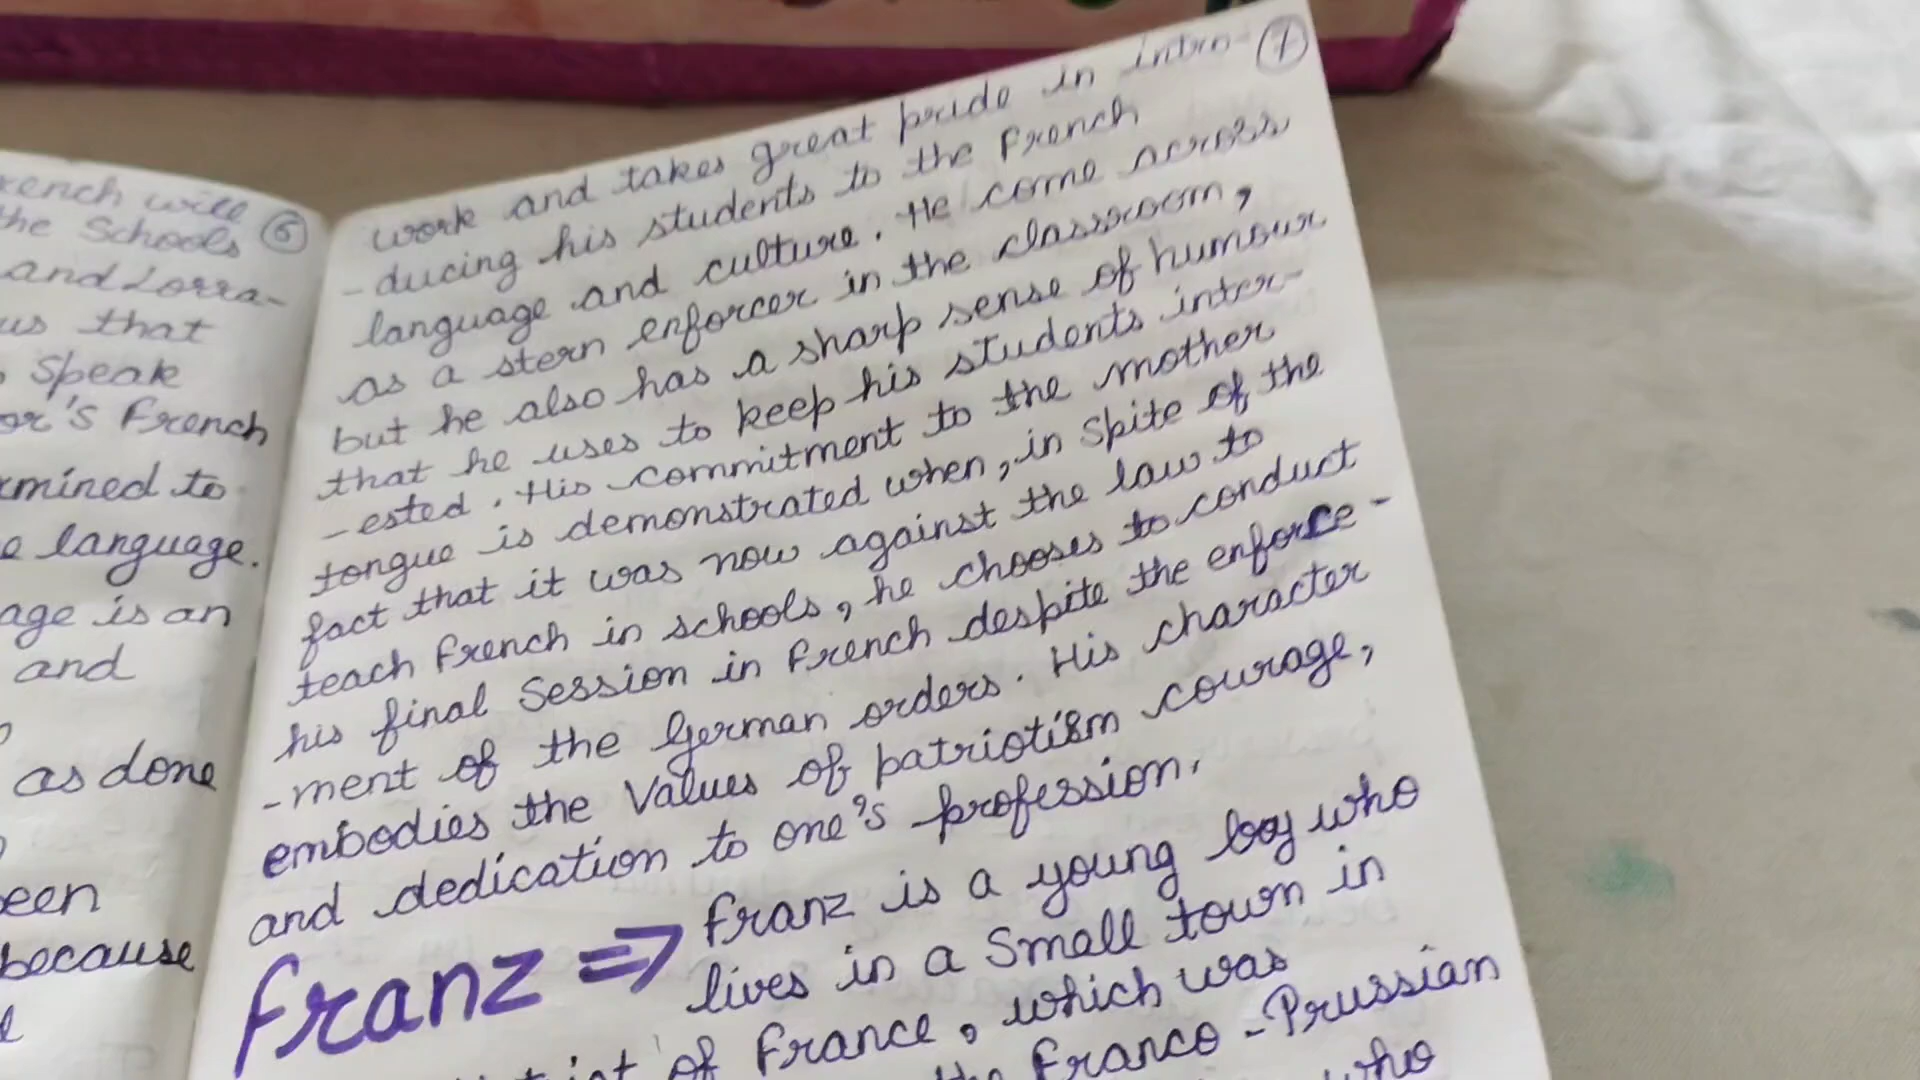 rench will
the Schools
and Lorra-
us that
Speak
or's French
rmined to
language.
age is an
and
as done
een
because
6
7
work and takes great pride in intro-
-ducing his students to the French
language and culture. He come across
as a stern enforcer in the classroom,
but he also has a sharp sense of humour
that he uses to keep his students inter-
-ested. His commitment to the mother
tongue is demonstrated when, in spite of the
fact that it was now against the law to
teach French in schools, he chooses to conduct
his final Session in French despite the enforce-
-ment of the German orders. His character
embodies the Values of patriotism courage,
and dedication to one's profession.
Franz ⇒ Franz is a young boy who
lives in a Small town in
of France, which was
Franco-Prussian
who